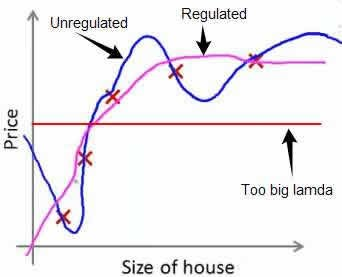 Unregulated
Regulated
Price
Too big lamda
Size of house